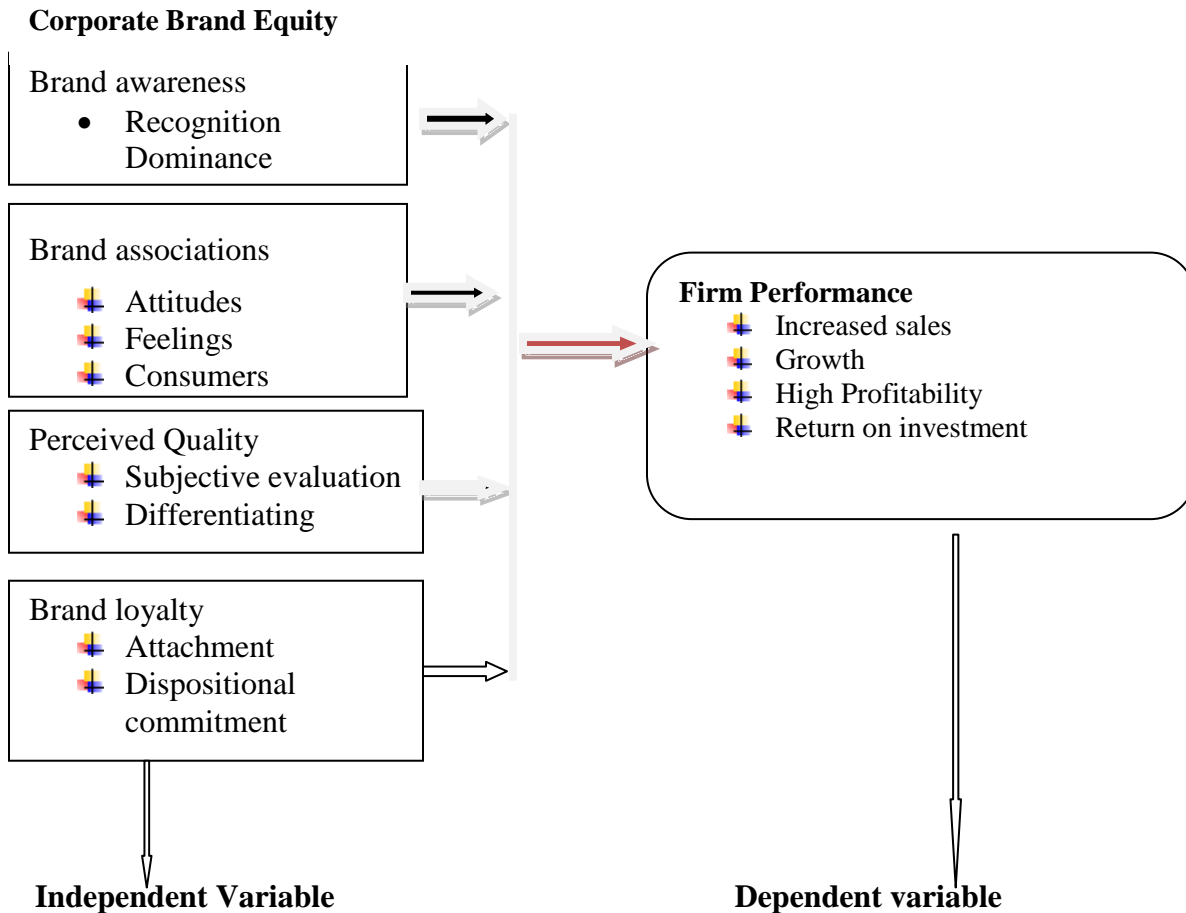 Corporate Brand Equity
Brand awareness
• Recognition
Dominance
Brand associations
Attitudes
Feelings
Consumers
Perceived Quality
Subjective evaluation
Differentiating
Brand loyalty
Attachment
Dispositional
commitment
Independent Variable
Firm Performance
Increased sales
Growth
High Profitability
Return on investment
Dependent variable